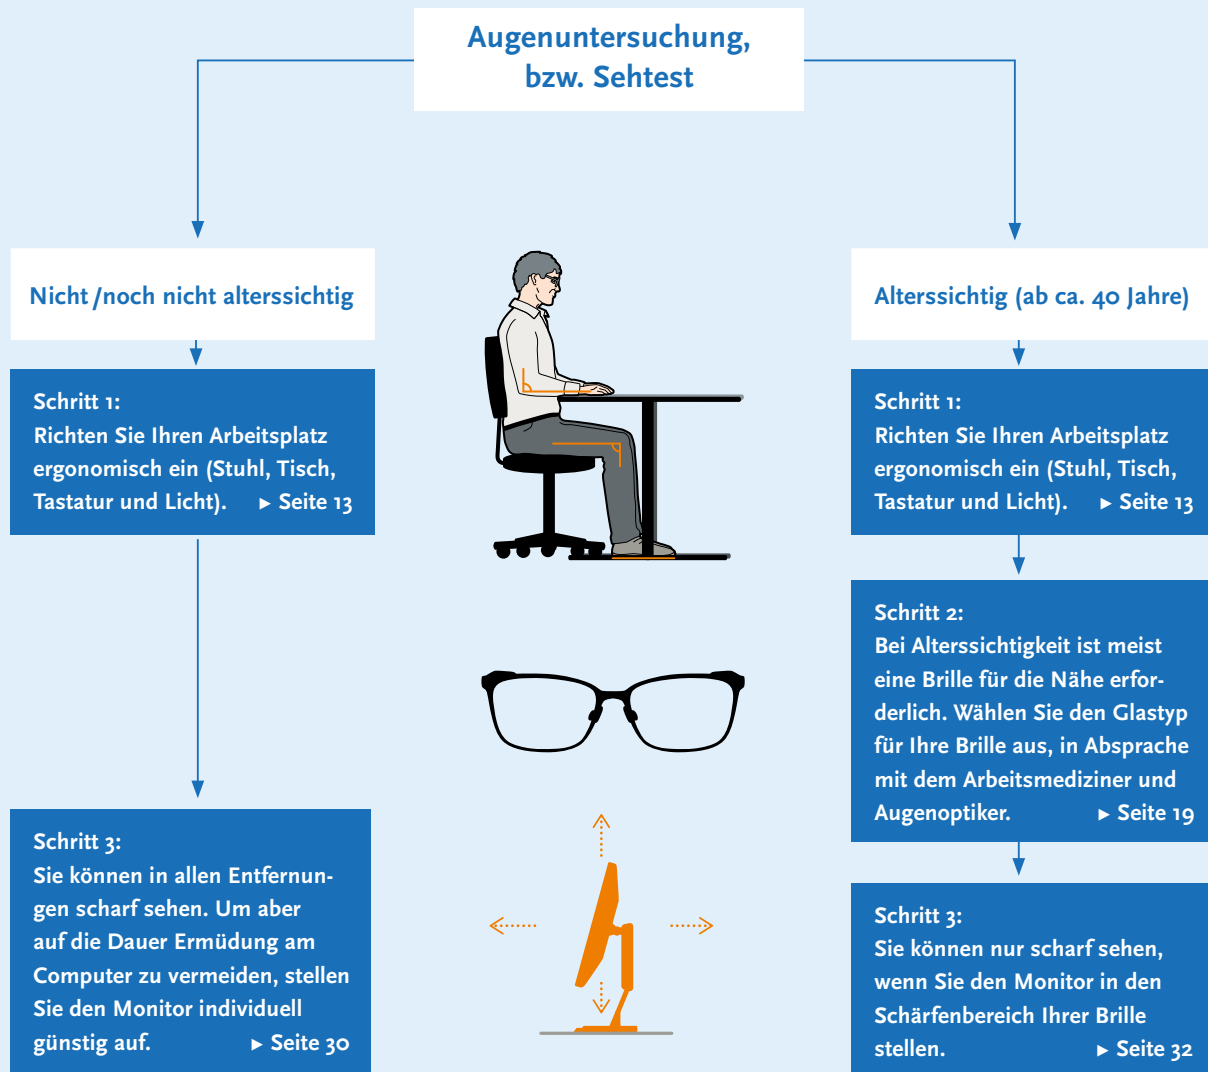 Augenuntersuchung,
bzw. Sehtest
Nicht/noch nicht alterssichtig
Schritt 1:
Richten Sie Ihren Arbeitsplatz
ergonomisch ein (Stuhl, Tisch,
Tastatur und Licht). ► Seite 13
Schritt 3:
Sie können in allen Entfernun-
gen scharf sehen. Um aber
auf die Dauer Ermüdung am
Computer zu vermeiden, stellen
Sie den Monitor individuell
günstig auf. ► Seite 30
Alterssichtig (ab ca. 40 Jahre)
Schritt 1:
Richten Sie Ihren Arbeitsplatz
ergonomisch ein (Stuhl, Tisch,
Tastatur und Licht). ► Seite 13
Schritt 2:
Bei Alterssichtigkeit ist meist
eine Brille für die Nähe erfor-
derlich. Wählen Sie den Glastyp
für Ihre Brille aus, in Absprache
mit dem Arbeitsmediziner und
Augenoptiker. ► Seite 19
Schritt 3:
Sie können nur scharf sehen,
wenn Sie den Monitor in den
Schärfenbereich Ihrer Brille
stellen. ► Seite 32